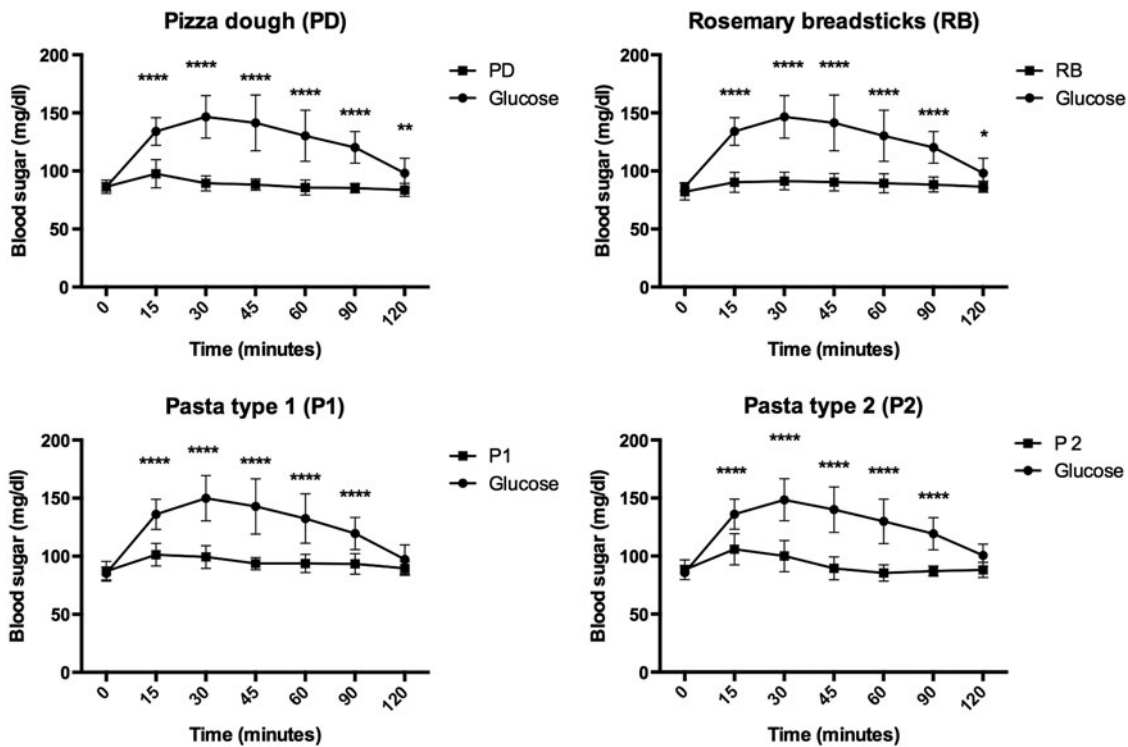 Pizza dough (PD)
Blood sugar (mg/dl)
200
150
100
50
0
**** **** **** **** **** **
PD
Glucose
0 15 30 45 60 90 120
Time (minutes)
Rosemary breadsticks (RB)
Blood sugar (mg/dl)
200
150
100
50
0
**** **** **** **** **** *
RB
Glucose
0 15 30 45 60 90 120
Time (minutes)
Pasta type 1 (P1)
Blood sugar (mg/dl)
200
150
100
50
0
**** **** **** **** ****
P1
Glucose
0 15 30 45 60 90 120
Time (minutes)
Pasta type 2 (P2)
Blood sugar (mg/dl)
200
150
100
50
0
**** **** **** **** ****
P 2
Glucose
0 15 30 45 60 90 120
Time (minutes)